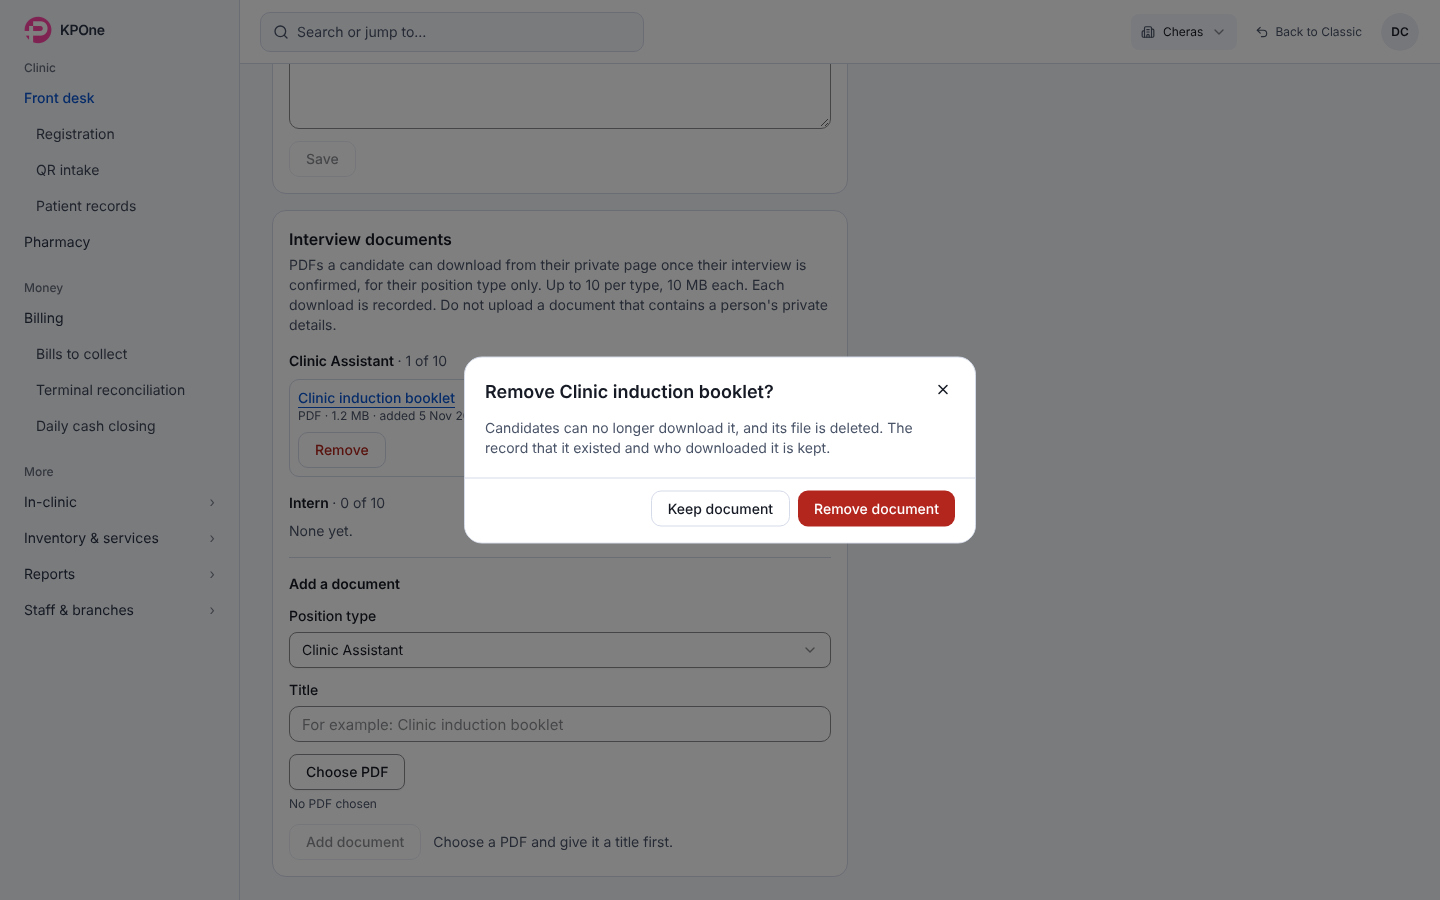 KPOne
Search or jump to...
Cheras
Back to Classic
DC
Clinic
Front desk
Registration
QR intake
Patient records
Pharmacy
Money
Billing
Bills to collect
Terminal reconciliation
Daily cash closing
More
In-clinic
Inventory & services
Reports
Staff & branches
Save
Interview documents
PDFs a candidate can download from their private page once their interview is
confirmed, for their position type only. Up to 10 per type, 10 MB each. Each
download is recorded. Do not upload a document that contains a person's private
details.
Clinic Assistant · 1 of 10
Clinic induction booklet
PDF · 1.2 MB · added 5 Nov
Remove
Intern · 0 of 10
None yet.
Remove Clinic induction booklet?
Candidates can no longer download it, and its file is deleted. The
record that it existed and who downloaded it is kept.
Keep document
Remove document
Add a document
Position type
Clinic Assistant
Title
For example: Clinic induction booklet
Choose PDF
No PDF chosen
Add document
Choose a PDF and give it a title first.